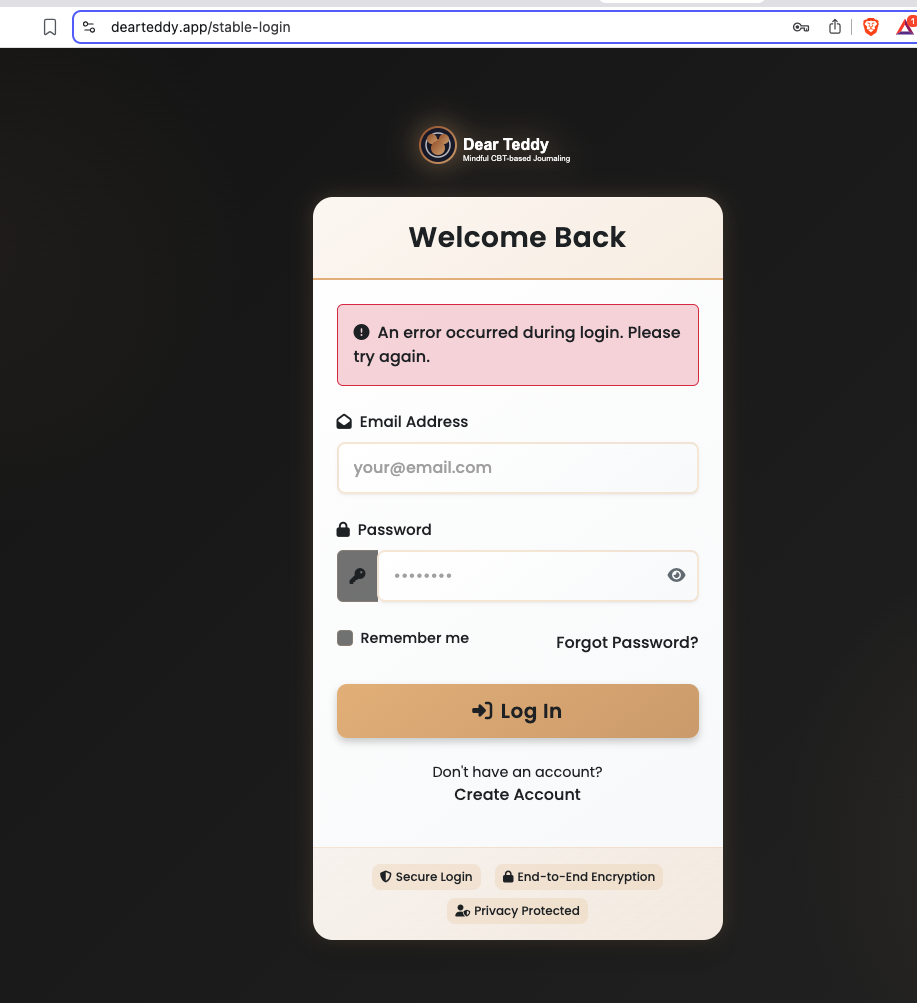 dearteddy.app/stable-login
1
Dear Teddy
Mindful CBT-based Journaling
Welcome Back
An error occurred during login. Please
try again.
Email Address
your@email.com
Password
••••••••
Remember me
Forgot Password?
Log In
Don't have an account?
Create Account
Secure Login
End-to-End Encryption
Privacy Protected